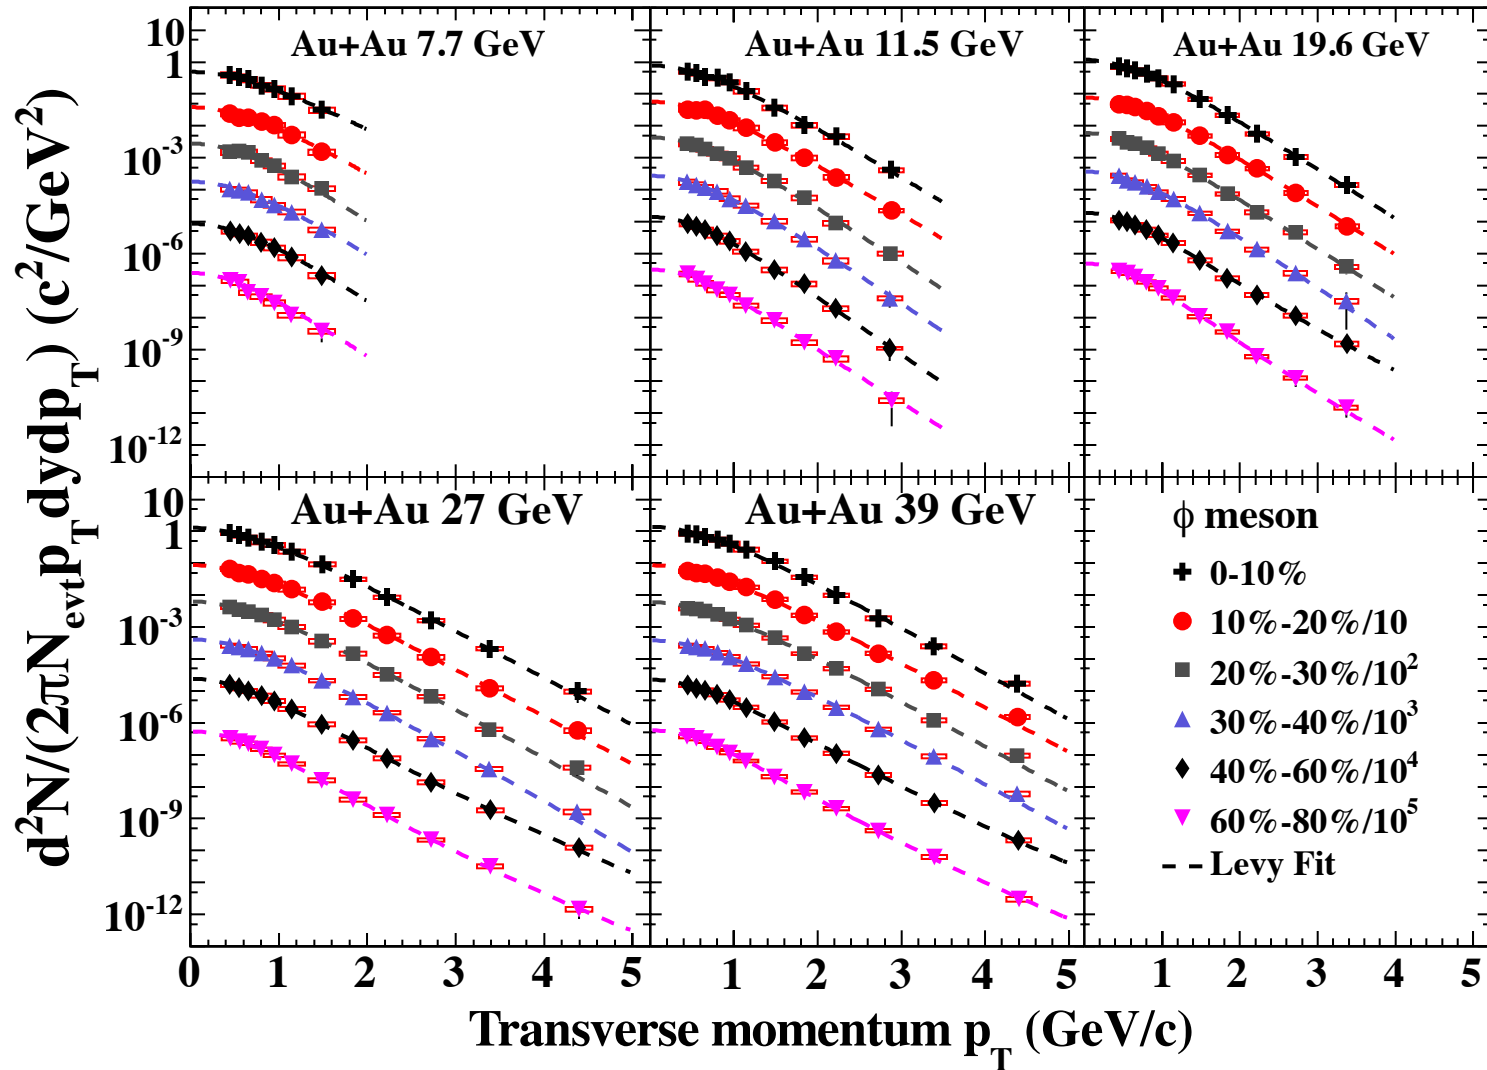 d²N/(2πN_evt p_T dydp_T) (c²/GeV²)
Au+Au 7.7 GeV
Au+Au 11.5 GeV
Au+Au 19.6 GeV
10
1
10⁻³
10⁻⁶
10⁻⁹
10⁻¹²
Au+Au 27 GeV
Au+Au 39 GeV
10
1
10⁻³
10⁻⁶
10⁻⁹
10⁻¹²
ϕ meson
0-10%
10%-20%/10
20%-30%/10²
30%-40%/10³
40%-60%/10⁴
60%-80%/10⁵
Levy Fit
0 1 2 3 4 5 1 2 3 4 5 1 2 3 4 5
Transverse momentum p_T (GeV/c)